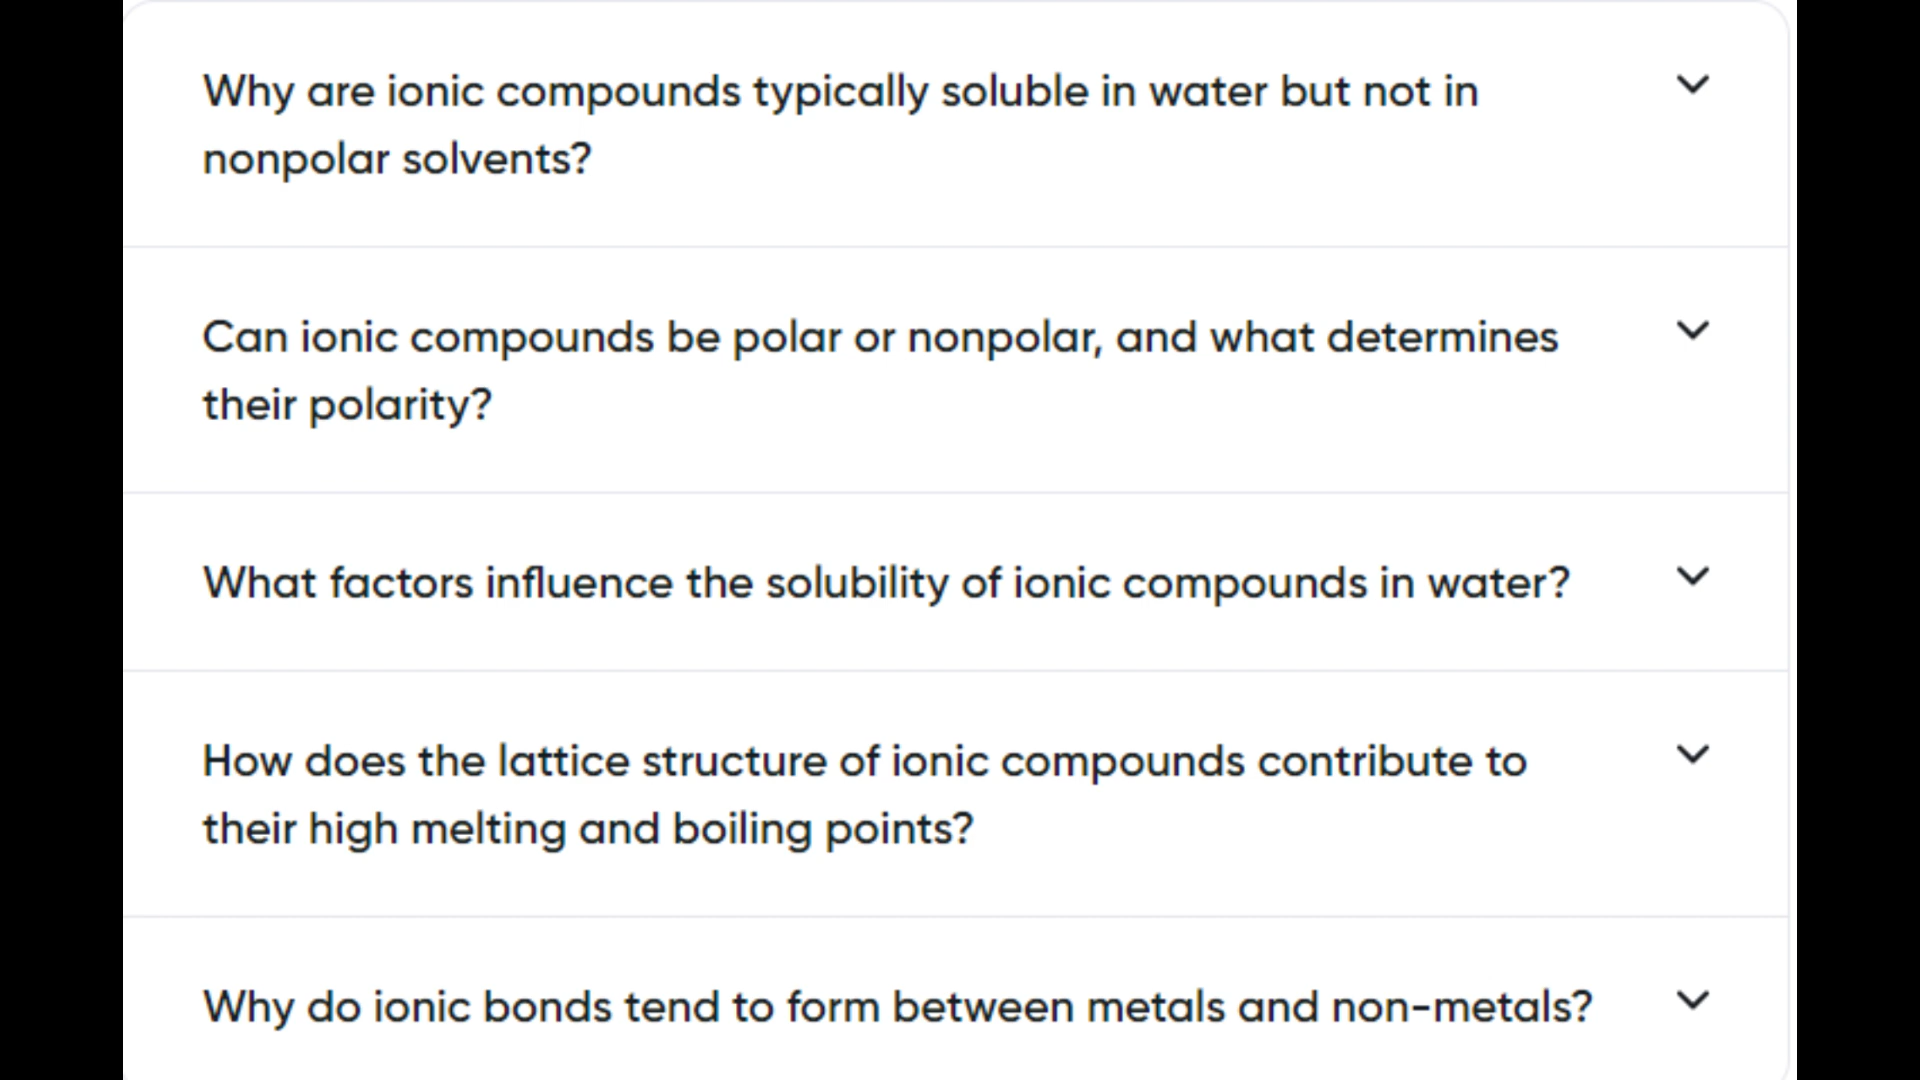 Why are ionic compounds typically soluble in water but not in
nonpolar solvents?
Can ionic compounds be polar or nonpolar, and what determines
their polarity?
What factors influence the solubility of ionic compounds in water?
How does the lattice structure of ionic compounds contribute to
their high melting and boiling points?
Why do ionic bonds tend to form between metals and non-metals?